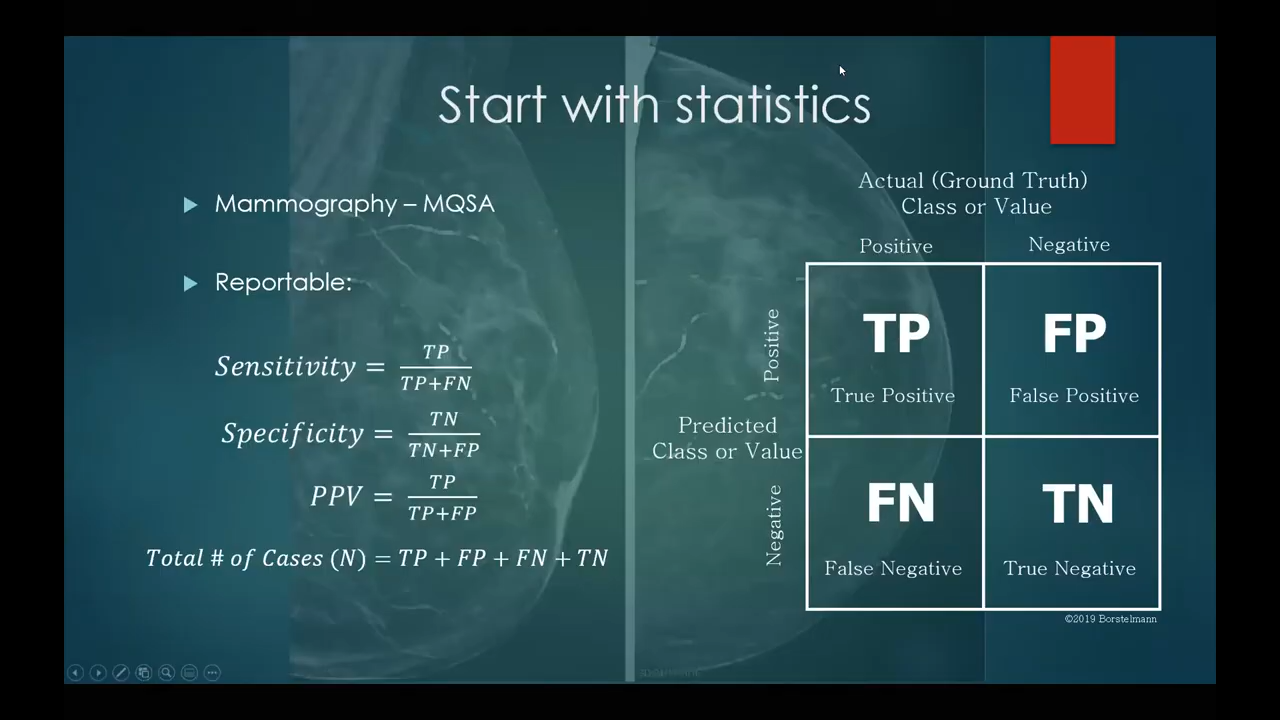 Start with statistics
Mammography – MQSA
Reportable:
Sensitivity = TP / TP+FN
Specificity = TN / TN+FP
PPV = TP / TP+FP
Total # of Cases (N) = TP + FP + FN + TN
Actual (Ground Truth)
Class or Value
Positive
Negative
Predicted
Class or Value
Positive
Negative
TP
True Positive
FP
False Positive
FN
False Negative
TN
True Negative
©2019 Borstelmann